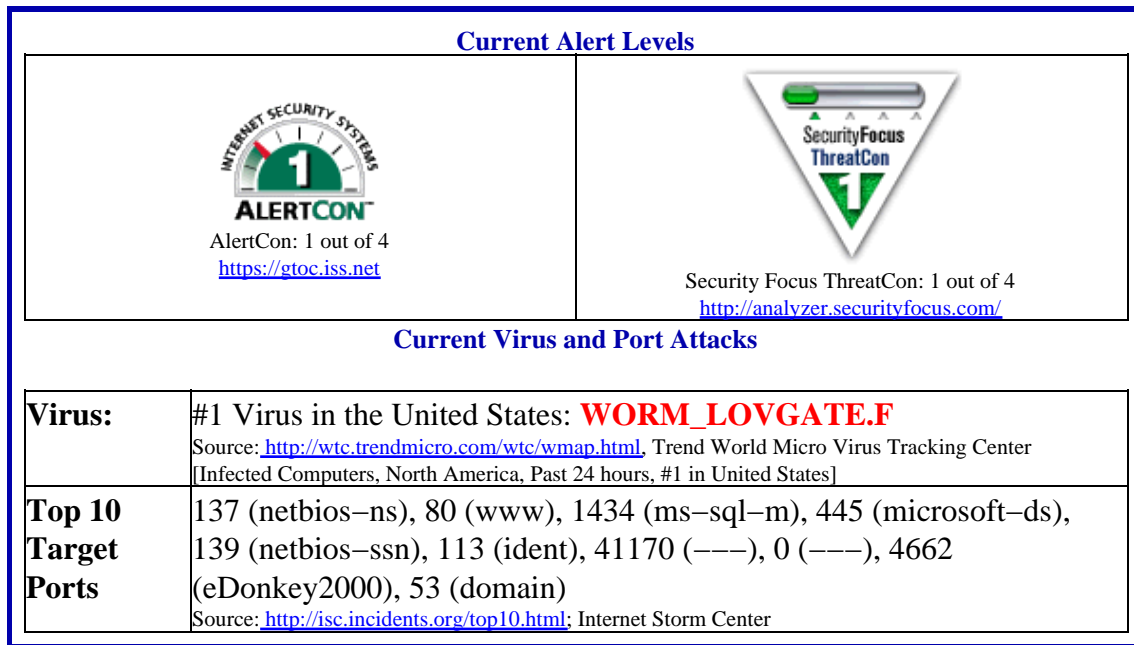 Current Alert Levels
INTERNET SECURITY SYSTEMS
1
ALERTCON™
AlertCon: 1 out of 4
https://gtoc.iss.net
SecurityFocus
ThreatCon
1
Security Focus ThreatCon: 1 out of 4
http://analyzer.securityfocus.com/
Current Virus and Port Attacks
Virus: #1 Virus in the United States: WORM_LOVGATE.F
Source: http://wtc.trendmicro.com/wtc/wmap.html, Trend World Micro Virus Tracking Center
[Infected Computers, North America, Past 24 hours, #1 in United States]
Top 10 137 (netbios−ns), 80 (www), 1434 (ms−sql−m), 445 (microsoft−ds),
Target 139 (netbios−ssn), 113 (ident), 41170 (−−−), 0 (−−−), 4662
Ports (eDonkey2000), 53 (domain)
Source: http://isc.incidents.org/top10.html; Internet Storm Center